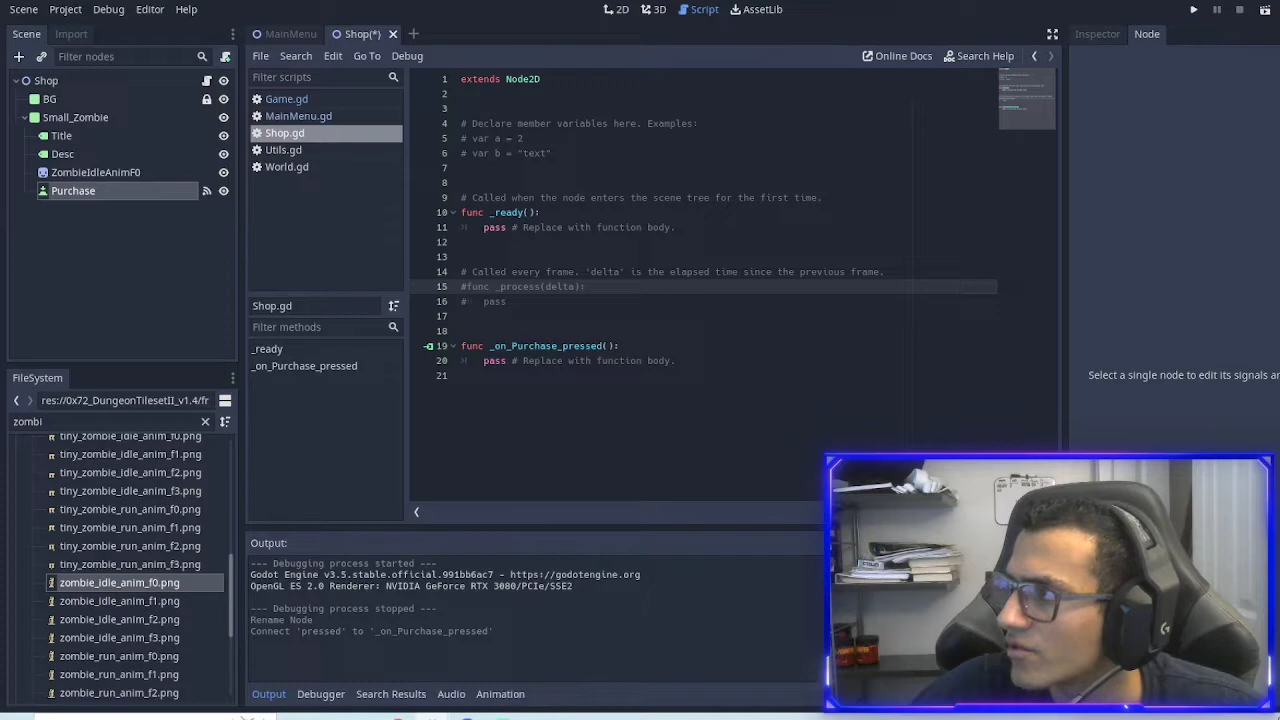 Scene Project Debug Editor Help
2D 3D Script AssetLib
Scene Import
MainMenu Shop(*)
Inspector Node
Filter nodes
File Search Edit Go To Debug
Online Docs Search Help
Shop
BG
Small_Zombie
Title
Desc
ZombieIdleAnimF0
Purchase
Filter scripts
Game.gd
MainMenu.gd
Shop.gd
Utils.gd
World.gd
Shop.gd
Filter methods
_ready
_on_Purchase_pressed
1 extends Node2D
2
3
4 # Declare member variables here. Examples:
5 # var a = 2
6 # var b = "text"
7
8
9 # Called when the node enters the scene tree for the first time.
10 func _ready():
11 pass # Replace with function body.
12
13
14 # Called every frame. 'delta' is the elapsed time since the previous frame.
15 #func _process(delta):
16 # pass
17
18
19 func _on_Purchase_pressed():
20 pass # Replace with function body.
21
Select a single node to edit its signals an
FileSystem
res://0x72_DungeonTilesetII_v1.4/fr
zombi
tiny_zombie_idle_anim_f0.png
tiny_zombie_idle_anim_f1.png
tiny_zombie_idle_anim_f2.png
tiny_zombie_idle_anim_f3.png
tiny_zombie_run_anim_f0.png
tiny_zombie_run_anim_f1.png
tiny_zombie_run_anim_f2.png
tiny_zombie_run_anim_f3.png
zombie_idle_anim_f0.png
zombie_idle_anim_f1.png
zombie_idle_anim_f2.png
zombie_idle_anim_f3.png
zombie_run_anim_f0.png
zombie_run_anim_f1.png
zombie_run_anim_f2.png
Output:
--- Debugging process started ---
Godot Engine v3.5.stable.official.991bb6ac7 - https://godotengine.org
OpenGL ES 2.0 Renderer: NVIDIA GeForce RTX 3080/PCIe/SSE2
--- Debugging process stopped ---
Rename Node
Connect 'pressed' to '_on_Purchase_pressed'
Output Debugger Search Results Audio Animation